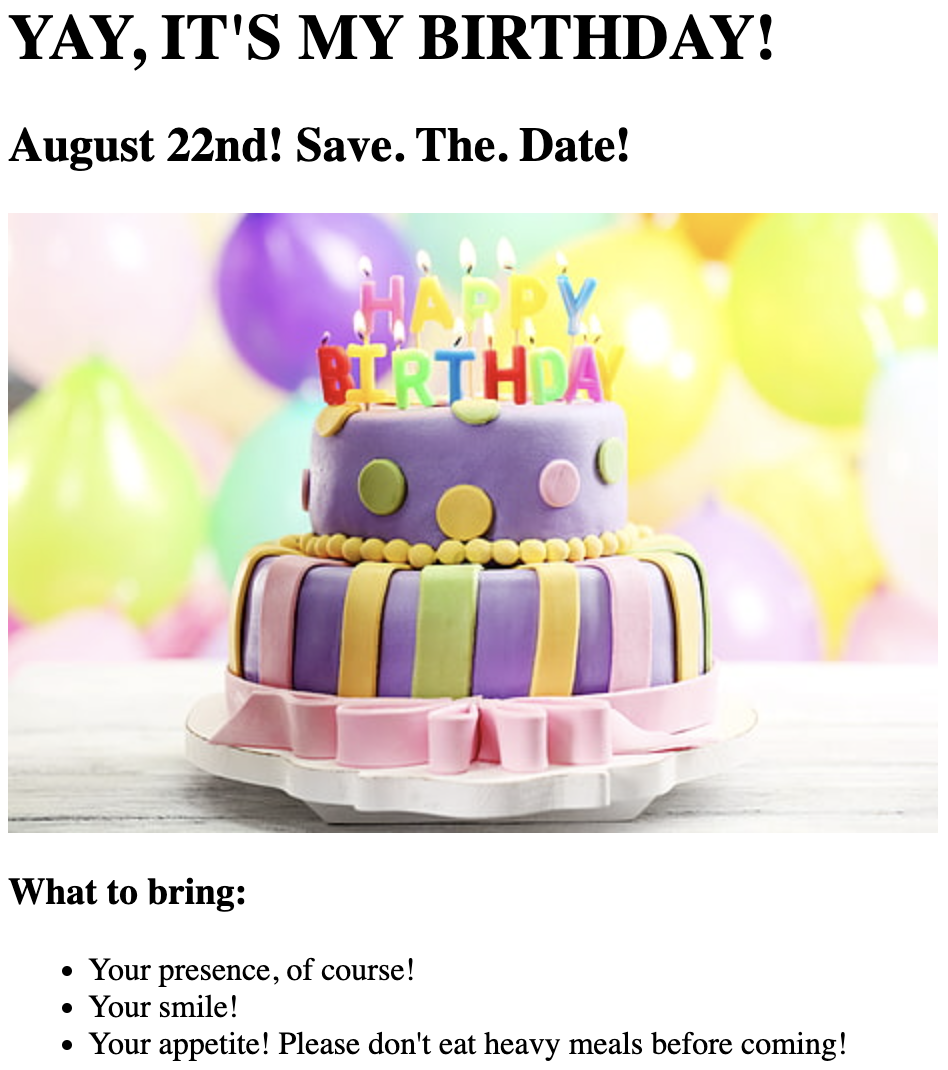 YAY, IT'S MY BIRTHDAY!
August 22nd! Save. The. Date!
HAPPY
BIRTHDAY
What to bring:
Your presence, of course!
Your smile!
Your appetite! Please don't eat heavy meals before coming!